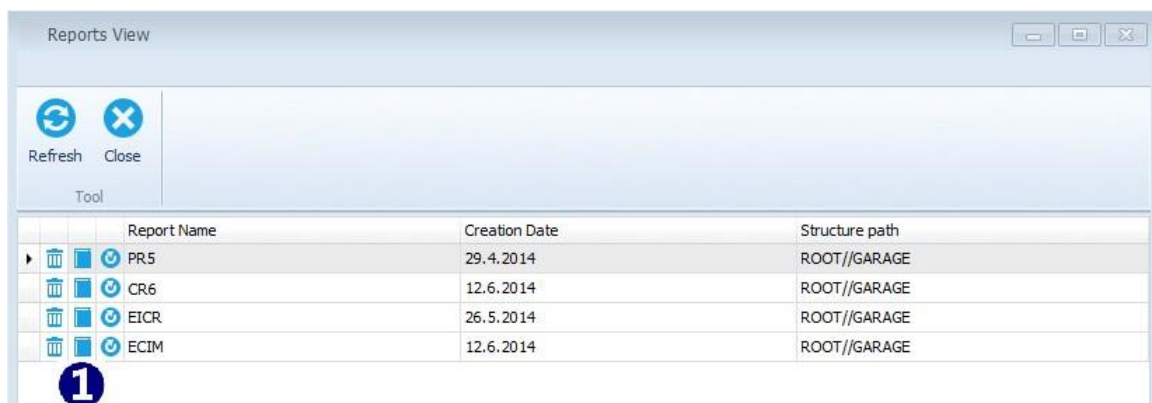 Reports View
Refresh Close
Tool
Report Name Creation Date Structure path
PR5 29.4.2014 ROOT//GARAGE
CR6 12.6.2014 ROOT//GARAGE
EICR 26.5.2014 ROOT//GARAGE
ECIM 12.6.2014 ROOT//GARAGE
1